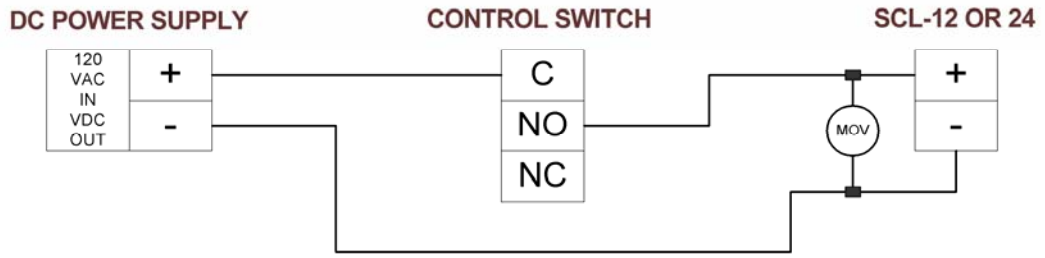 DC POWER SUPPLY
CONTROL SWITCH
SCL-12 OR 24
120
VAC
IN
VDC
OUT
+
-
C
NO
NC
MOV
+
-